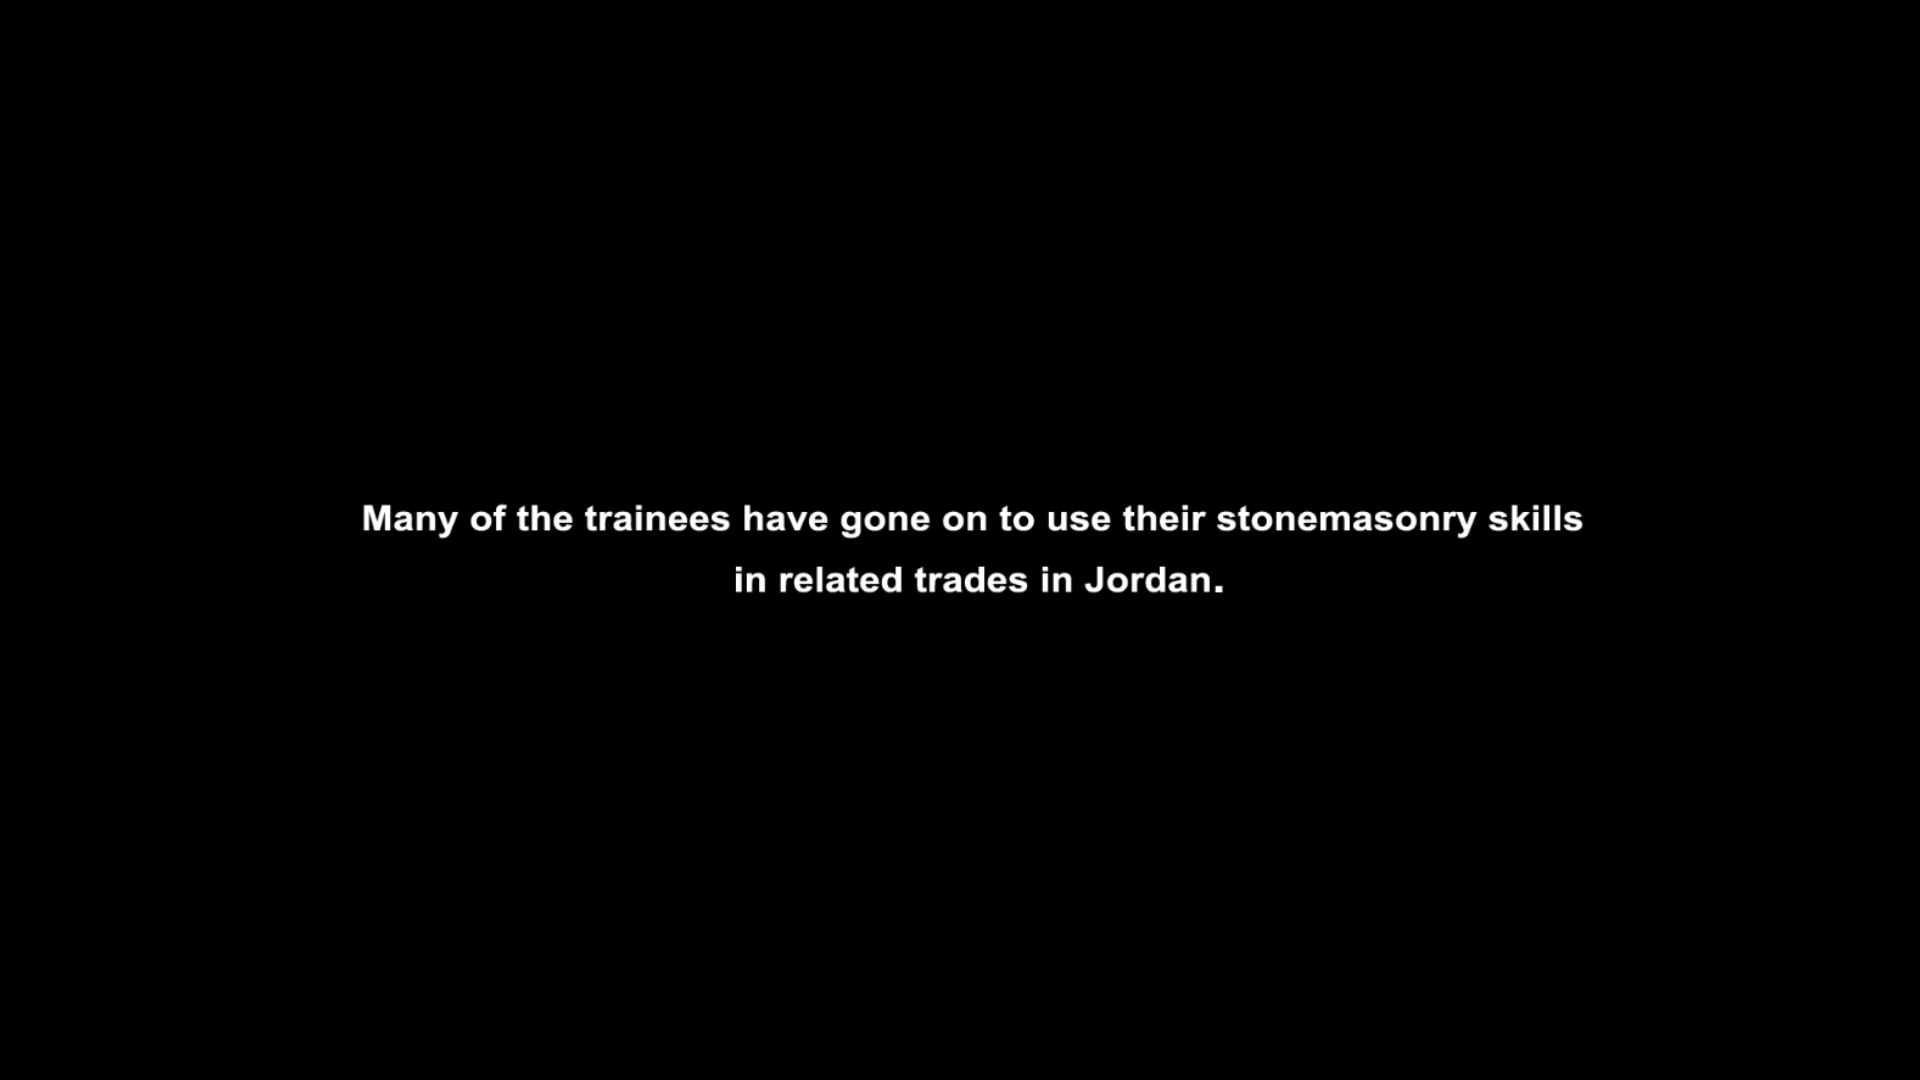 Many of the trainees have gone on to use their stonemasonry skills
in related trades in Jordan.